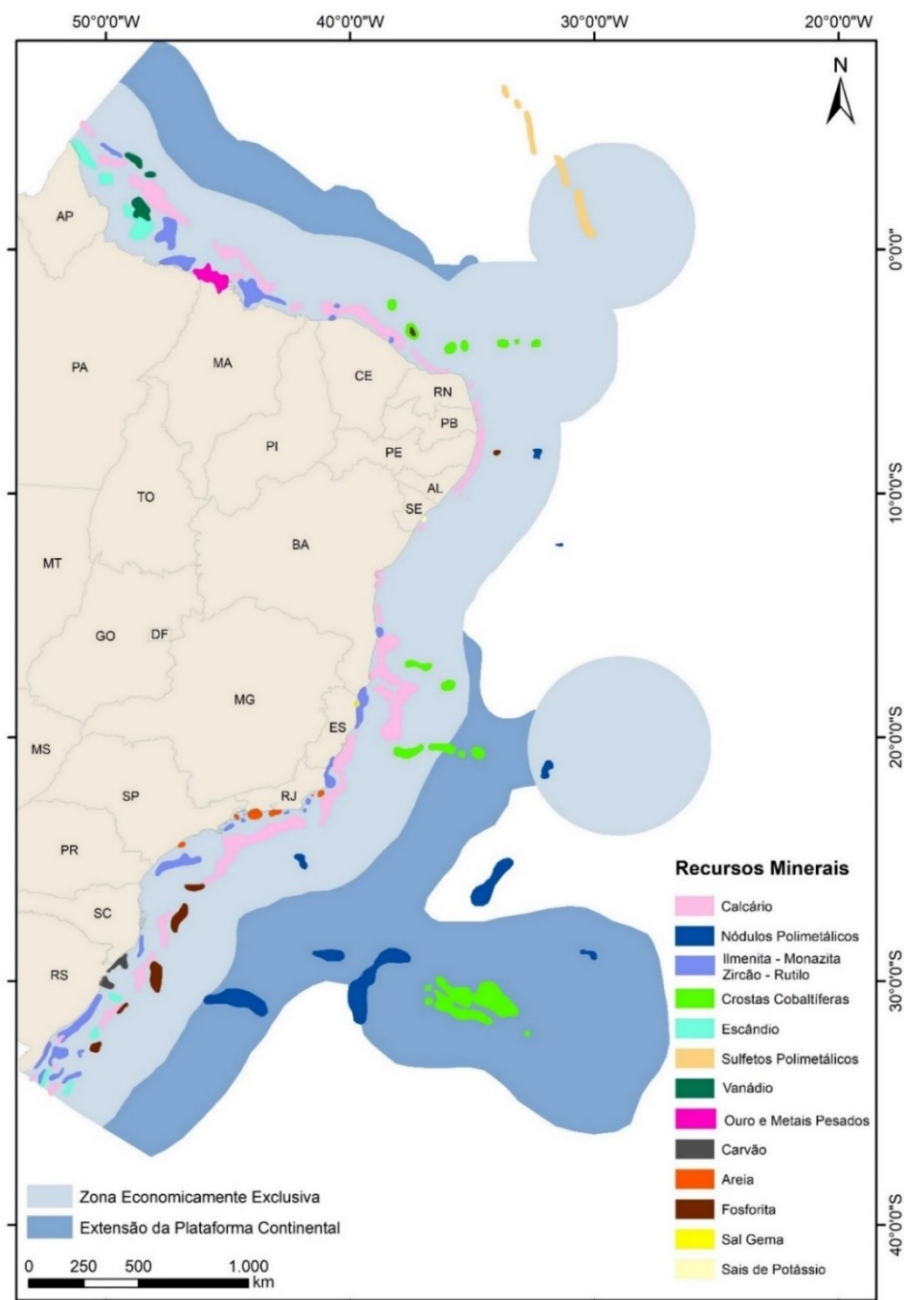 50°0'0"W 40°0'0"W 30°0'0"W 20°0'0"W
N
0°0'0"
10°0'0"S
20°0'0"S
30°0'0"S
40°0'0"S
AP
PA
MA
CE
RN
PB
PI
PE
AL
SE
TO
BA
MT
GO
DF
MG
ES
MS
SP
RJ
PR
SC
RS
Recursos Minerais
Calcário
Nódulos Polimetálicos
Ilmenita - Monazita
Zircão - Rutilo
Crostas Cobaltíferas
Escândio
Sulfetos Polimetálicos
Vanádio
Ouro e Metais Pesados
Carvão
Areia
Fosforita
Sal Gema
Sais de Potássio
Zona Economicamente Exclusiva
Extensão da Plataforma Continental
0 250 500 1.000
km